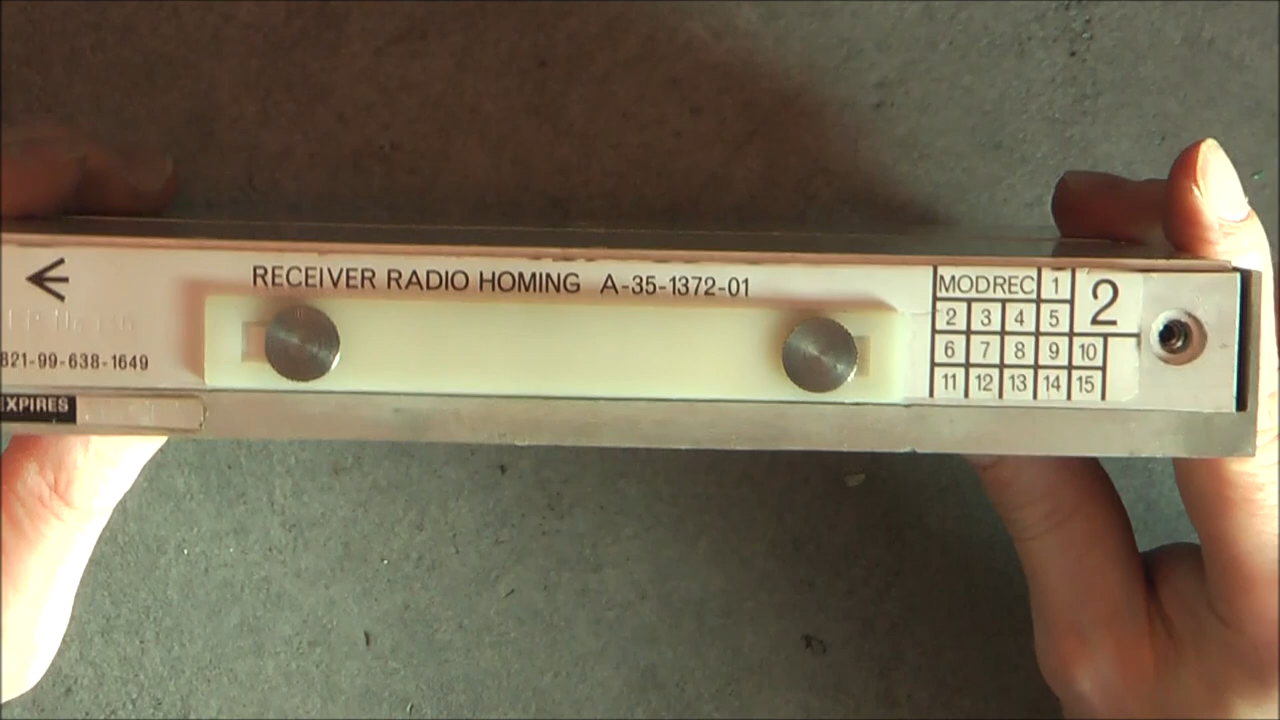 RECEIVER RADIO HOMING A-35-1372-01
821-99-638-1649
EXPIRES
MODREC 1 2
2 3 4 5
6 7 8 9 10
11 12 13 14 15